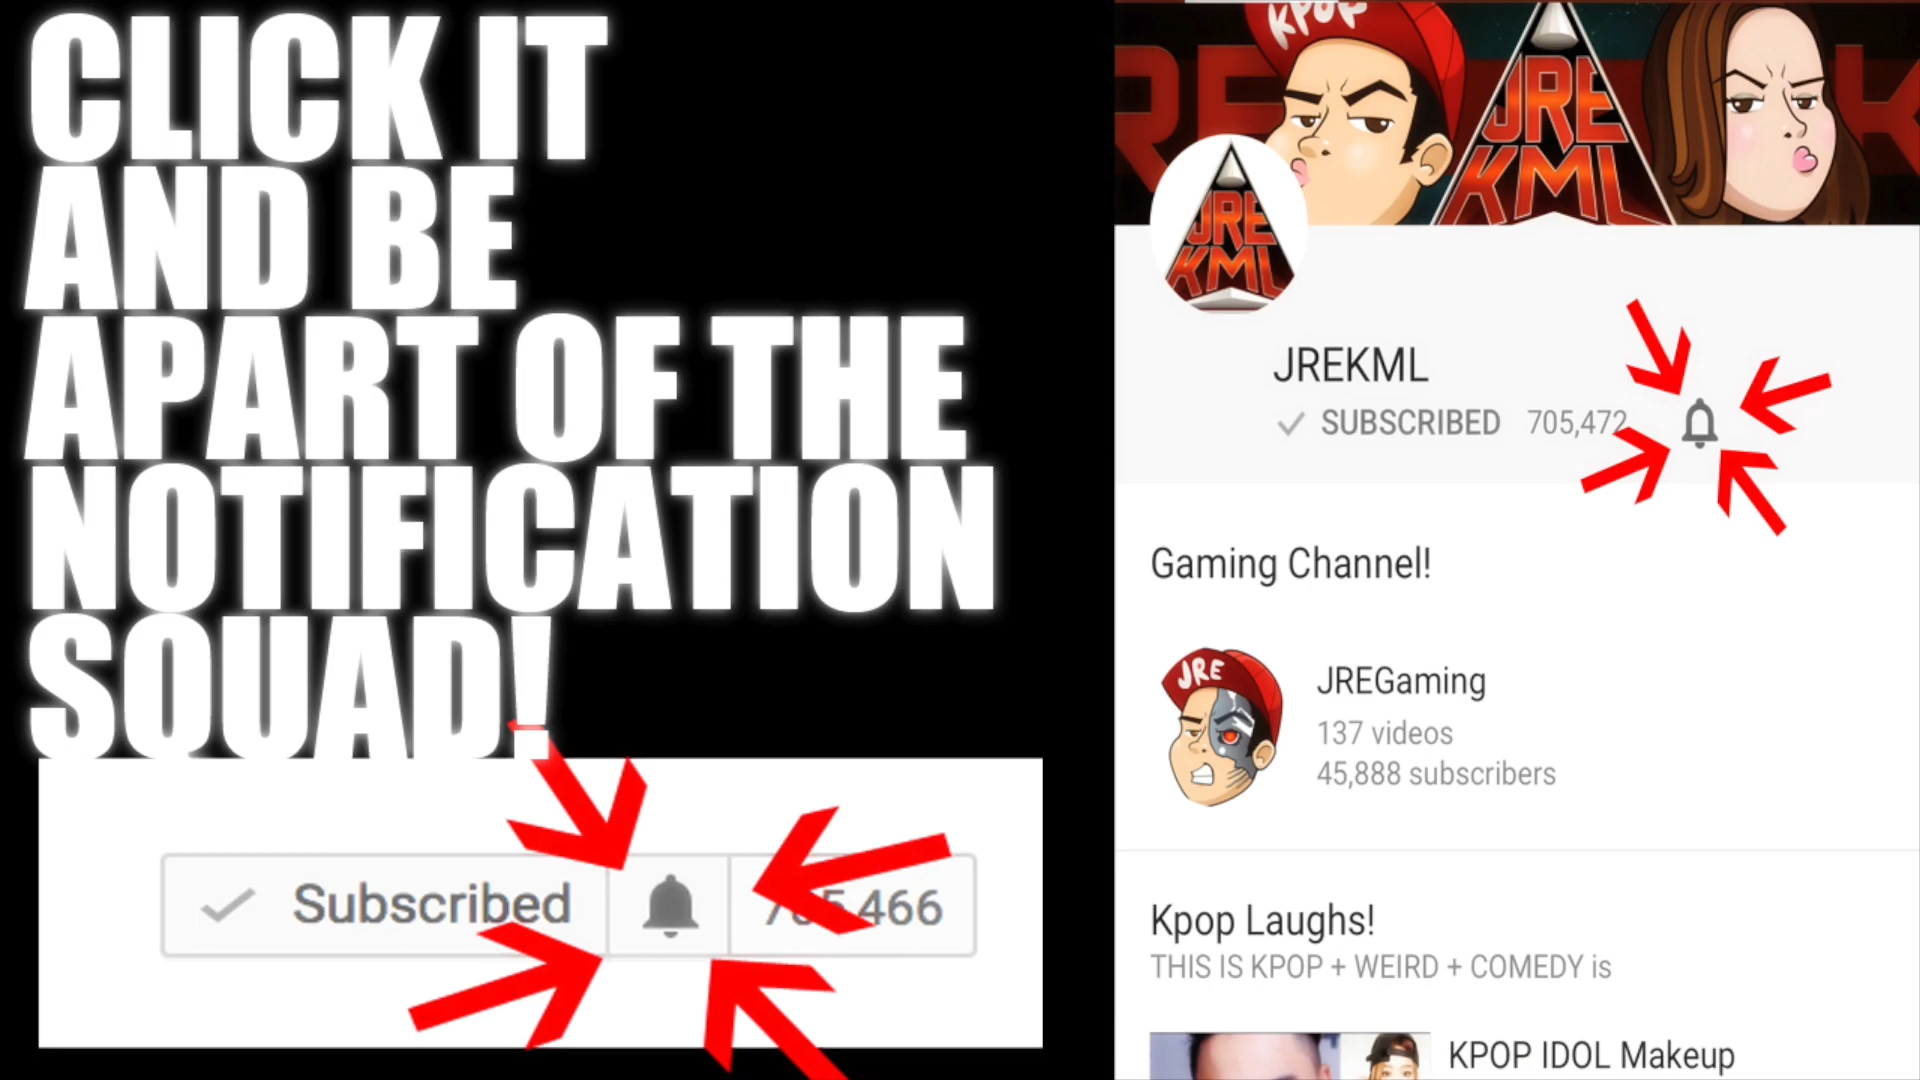 CLICK IT
AND BE
APART OF THE
NOTIFICATION
SQUAD!
Subscribed
466
KPOP
JRE
KML
JRE
KML
JREKML
SUBSCRIBED 705,472
Gaming Channel!
JRE
JREGaming
137 videos
45,888 subscribers
Kpop Laughs!
THIS IS KPOP + WEIRD + COMEDY is
KPOP IDOL Makeup